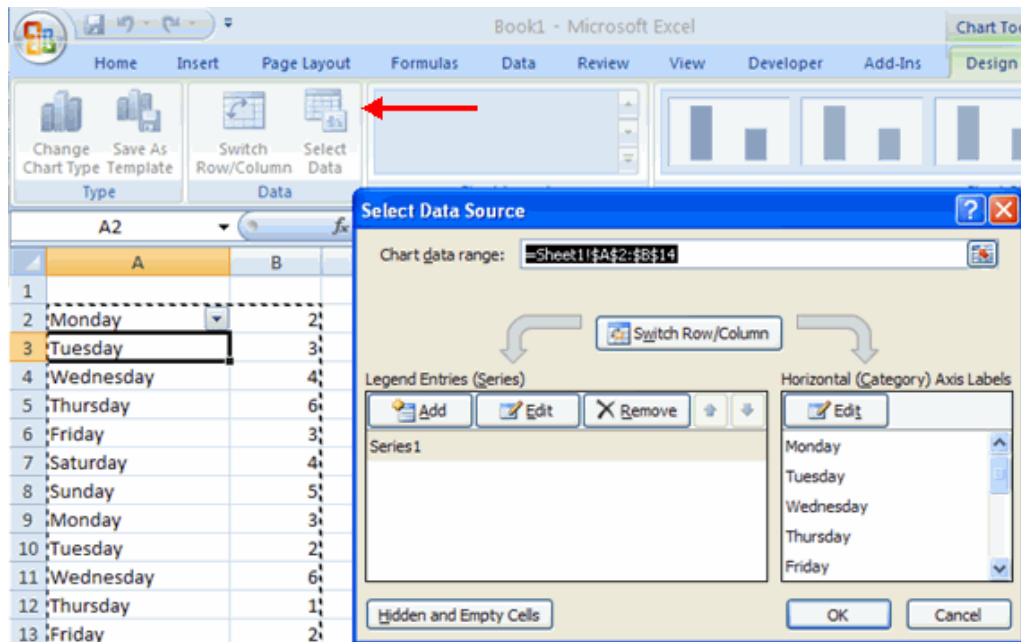 Book1 - Microsoft Excel
Chart Too
Home Insert Page Layout Formulas Data Review View Developer Add-Ins Design
Change Chart Type
Save As Template
Switch Row/Column
Select Data
Type
Data
A2
fx
A B
1
2 Monday 2
3 Tuesday 3
4 Wednesday 4
5 Thursday 6
6 Friday 3
7 Saturday 4
8 Sunday 5
9 Monday 3
10 Tuesday 2
11 Wednesday 6
12 Thursday 1
13 Friday 2
Select Data Source
Chart data range: =Sheet1!$A$2:$B$14
Switch Row/Column
Legend Entries (Series)
Add Edit Remove
Series1
Horizontal (Category) Axis Labels
Edit
Monday
Tuesday
Wednesday
Thursday
Friday
Hidden and Empty Cells
OK Cancel